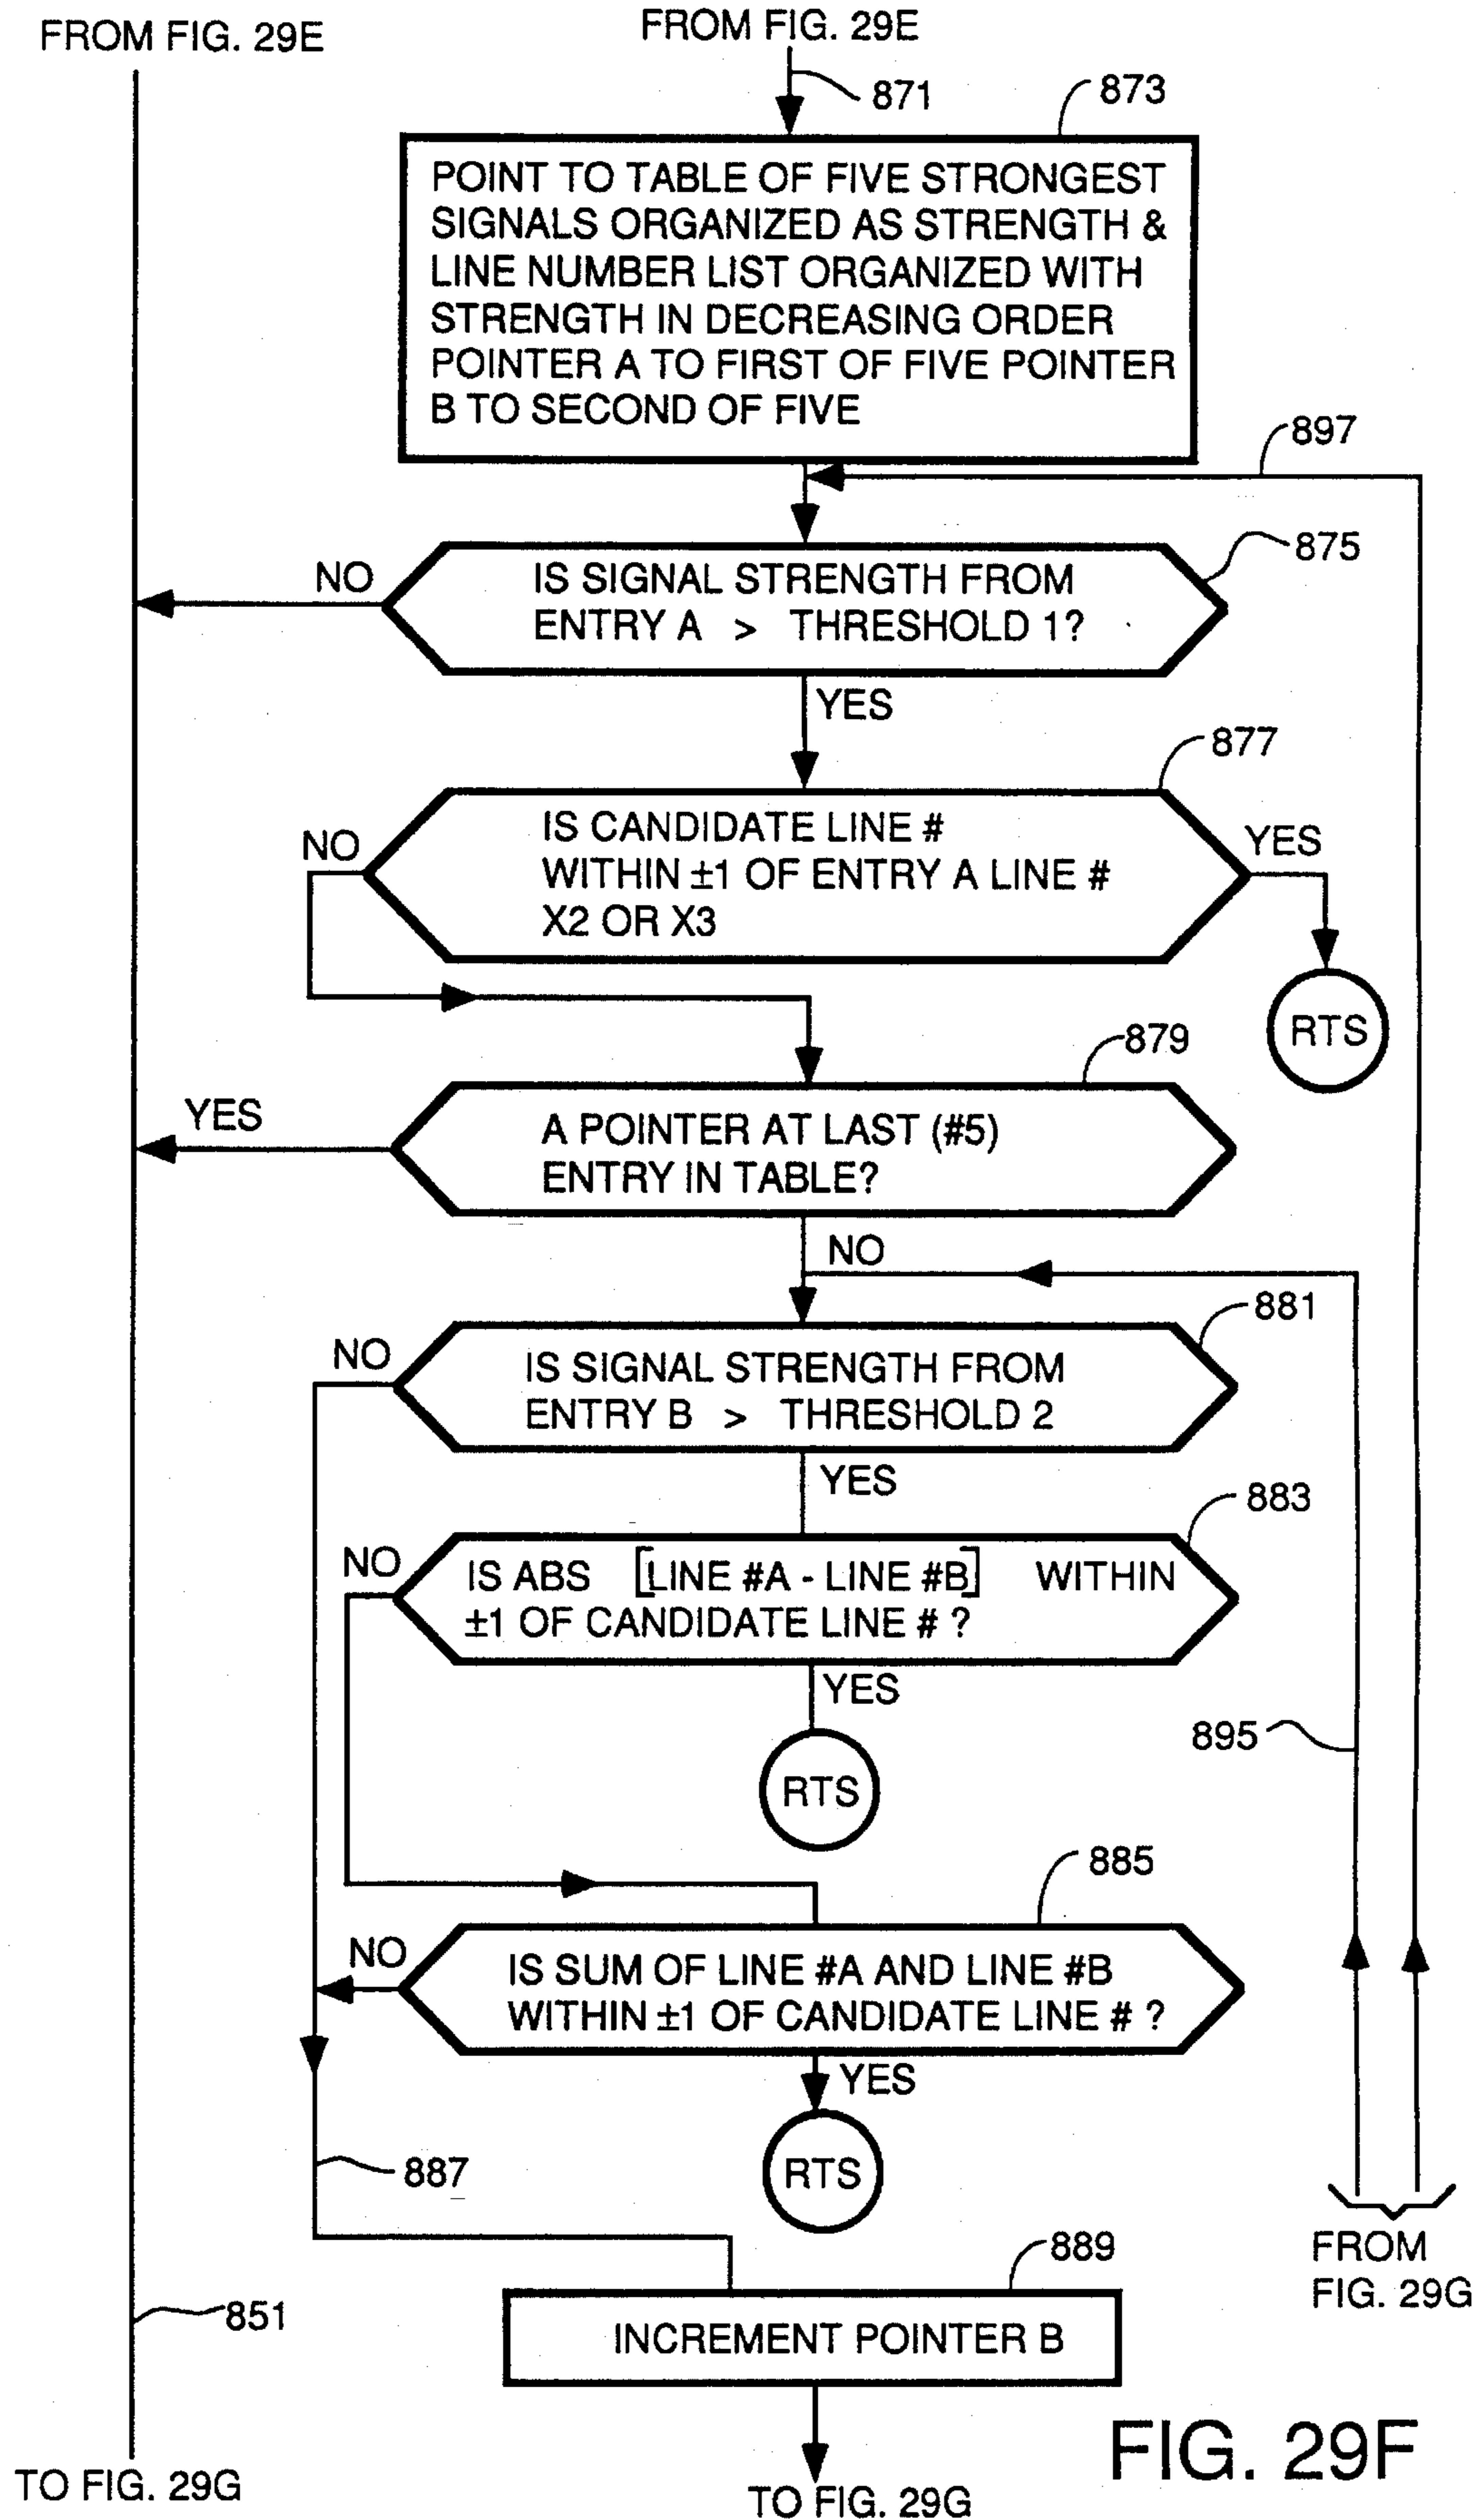 FROM FIG. 29E
FROM FIG. 29E
871
873
POINT TO TABLE OF FIVE STRONGEST
SIGNALS ORGANIZED AS STRENGTH &
LINE NUMBER LIST ORGANIZED WITH
STRENGTH IN DECREASING ORDER
POINTER A TO FIRST OF FIVE POINTER
B TO SECOND OF FIVE
897
NO
IS SIGNAL STRENGTH FROM
ENTRY A > THRESHOLD 1?
875
YES
877
NO
IS CANDIDATE LINE #
WITHIN ±1 OF ENTRY A LINE #
X2 OR X3
YES
RTS
879
YES
A POINTER AT LAST (#5)
ENTRY IN TABLE?
NO
881
NO
IS SIGNAL STRENGTH FROM
ENTRY B > THRESHOLD 2
YES
883
NO
IS ABS [LINE #A - LINE #B] WITHIN
±1 OF CANDIDATE LINE # ?
YES
RTS
895
885
NO
IS SUM OF LINE #A AND LINE #B
WITHIN ±1 OF CANDIDATE LINE # ?
YES
RTS
887
889
FROM
FIG. 29G
851
INCREMENT POINTER B
FIG. 29F
TO FIG. 29G
TO FIG. 29G